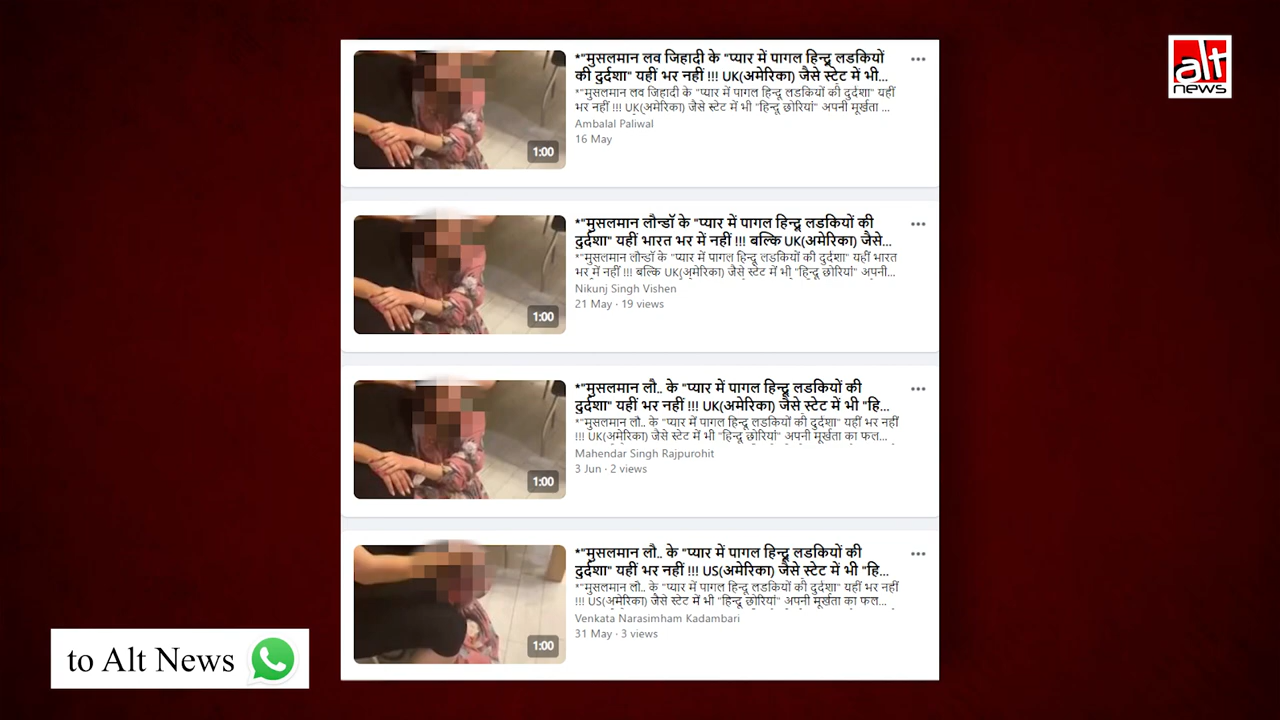 alt
news
*"मुसलमान लव जिहादी के "प्यार में पागल हिन्दू लडकियों
की दुर्दशा" यहीं भर नहीं !!! UK(अमेरिका) जैसे स्टेट में भी...
*"मुसलमान लव जिहादी के "प्यार में पागल हिन्दू लडकियों की दुर्दशा" यहीं
भर नहीं !!! UK(अमेरिका) जैसे स्टेट में भी "हिन्दू छोरियां" अपनी मूर्खता ...
Ambalal Paliwal
16 May
1:00
*"मुसलमान लौन्डॉ के "प्यार में पागल हिन्दू लडकियों की
दुर्दशा" यहीं भारत भर में नहीं !!! बल्कि UK(अमेरिका) जैसे...
*"मुसलमान लौन्डॉ के "प्यार में पागल हिन्दू लडकियों की दुर्दशा" यहीं भारत
भर में नहीं !!! बल्कि UK(अमेरिका) जैसे स्टेट में भी "हिन्दू छोरियां" अपनी...
Nikunj Singh Vishen
21 May · 19 views
1:00
*"मुसलमान लौ.. के "प्यार में पागल हिन्दू लडकियों की
दुर्दशा" यहीं भर नहीं !!! UK(अमेरिका) जैसे स्टेट में भी "हि...
*"मुसलमान लौ.. के "प्यार में पागल हिन्दू लडकियों की दुर्दशा" यहीं भर नहीं
!!! UK(अमेरिका) जैसे स्टेट में भी "हिन्दू छोरियां" अपनी मूर्खता का फल...
Mahendar Singh Rajpurohit
3 Jun · 2 views
1:00
*"मुसलमान लौ.. के "प्यार में पागल हिन्दू लडकियों की
दुर्दशा" यहीं भर नहीं !!! US(अमेरिका) जैसे स्टेट में भी "हि...
*"मुसलमान लौ.. के "प्यार में पागल हिन्दू लडकियों की दुर्दशा" यहीं भर नहीं
!!! US(अमेरिका) जैसे स्टेट में भी "हिन्दू छोरियां" अपनी मूर्खता का फल...
Venkata Narasimham Kadambari
31 May · 3 views
1:00
to Alt News